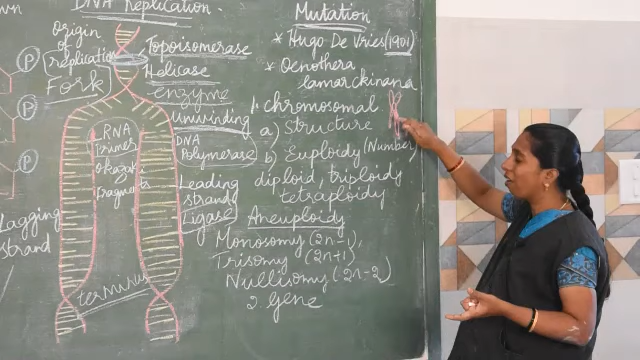 DNA Replication
Origin
of
replication
Fork
P
P
Topoisomerase
Helicase
enzyme
unwinding
DNA
Polymerase
Leading
strand
Ligase
RNA
Primer
Okazaki
fragments
Lagging
strand
terminus
Mutation
* Hugo De Vries (1901)
* Oenothera
lamarckinana
1. chromosomal
a) Structure
b) Euploidy (Number)
diploid, triploidy
tetraploidy
Aneuploidy
Monosomy (2n-1)
Trisomy (2n+1)
Nullisomy (2n-2)
2 Gene